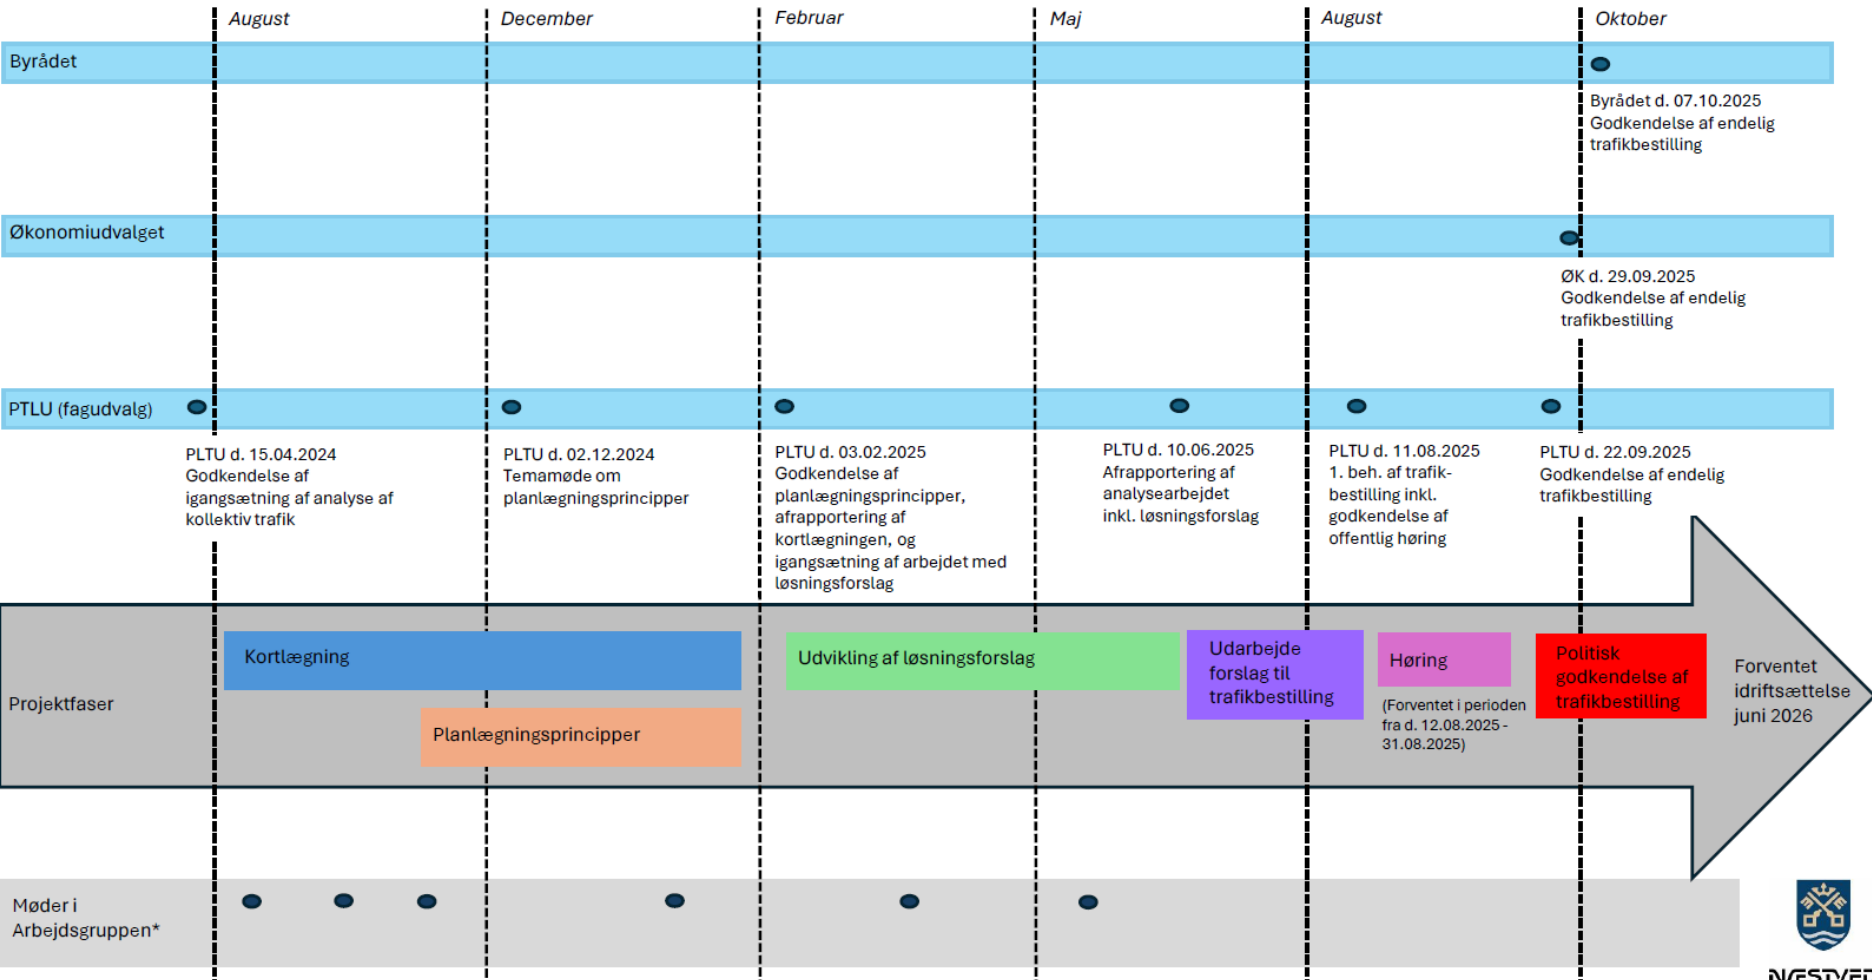 August
December
Februar
Maj
August
Oktober
Byrådet
Byrådet d. 07.10.2025
Godkendelse af endelig
trafikbestilling
Økonomiudvalget
ØK d. 29.09.2025
Godkendelse af endelig
trafikbestilling
PTLU (fagudvalg)
PLTU d. 15.04.2024
Godkendelse af
igangsætning af analyse af
kollektiv trafik
PLTU d. 02.12.2024
Temamøde om
planlægningsprincipper
PLTU d. 03.02.2025
Godkendelse af
planlægningsprincipper,
afrapportering af
kortlægningen, og
igangsætning af arbejdet med
løsningsforslag
PLTU d. 10.06.2025
Afrapportering af
analysearbejdet
inkl. løsningsforslag
PLTU d. 11.08.2025
1. beh. af trafik-
bestilling inkl.
godkendelse af
offentlig høring
PLTU d. 22.09.2025
Godkendelse af endelig
trafikbestilling
Projektfaser
Kortlægning
Planlægningsprincipper
Udvikling af løsningsforslag
Udarbejde
forslag til
trafikbestilling
Høring
(Forventet i perioden
fra d. 12.08.2025 -
31.08.2025)
Politisk
godkendelse af
trafikbestilling
Forventet
idriftsættelse
juni 2026
Møder i
Arbejdsgruppen*